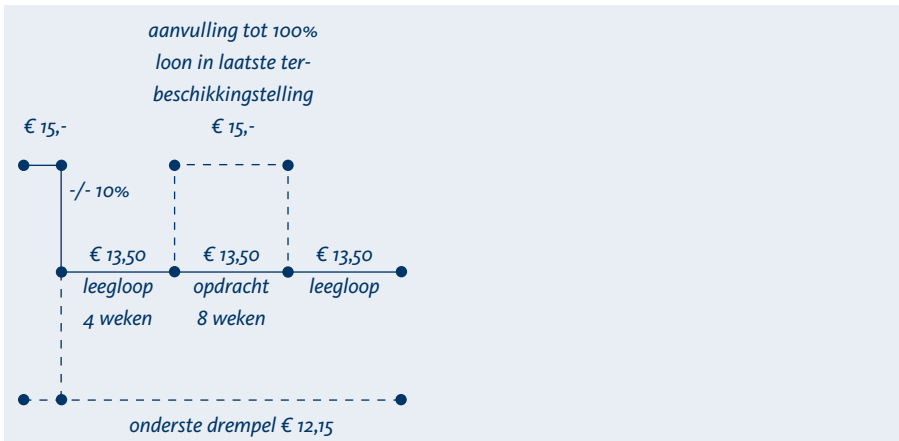 aanvulling tot 100%
loon in laatste ter-
beschikkingstelling
€ 15,-
€ 15,-
-/- 10%
€ 13,50
€ 13,50
€ 13,50
leegloop
opdracht
leegloop
4 weken
8 weken
onderste drempel € 12,15